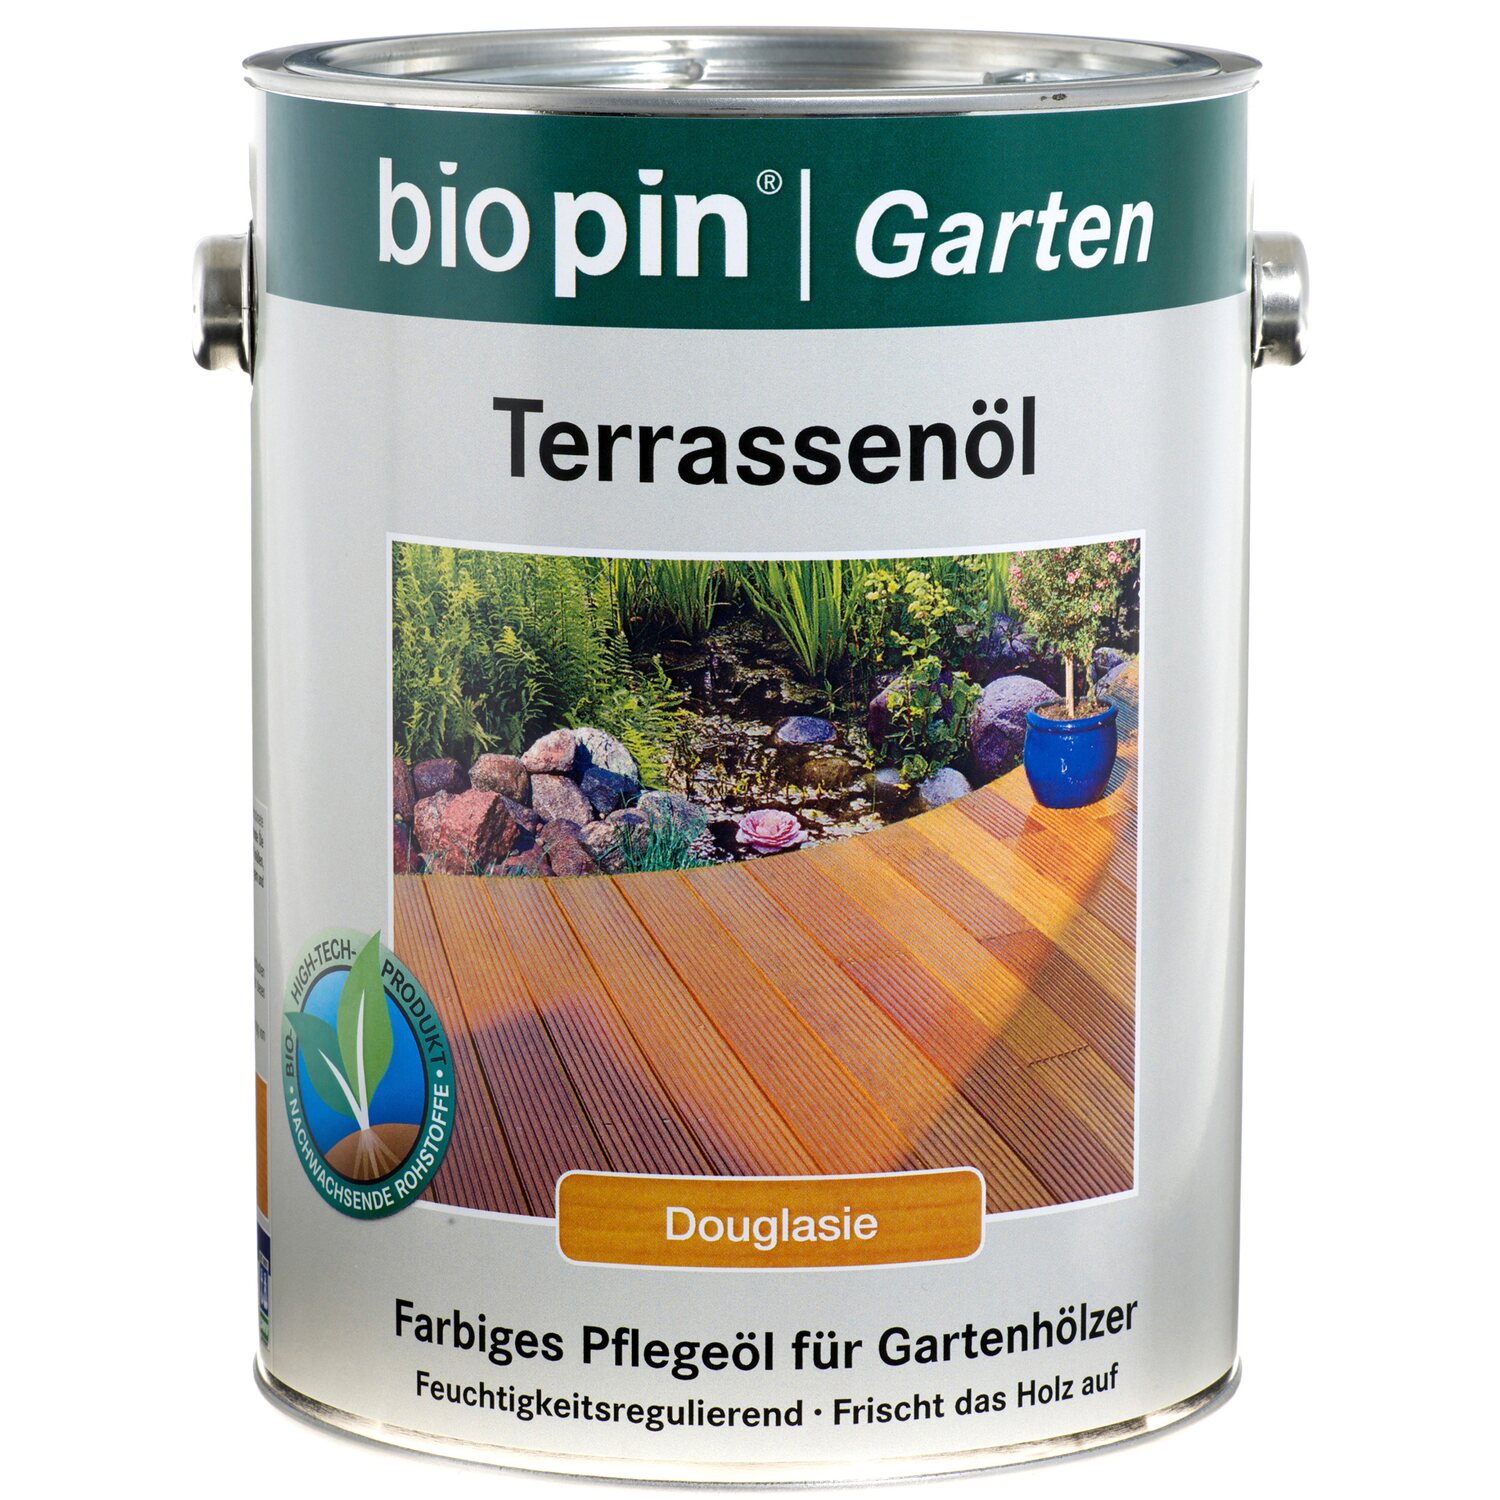 bio pin® | Garten
Terrassenöl
BIO-HIGH-TECH-PRODUKT
• NACHWACHSENDE ROHSTOFFE •
Douglasie
Farbiges Pflegeöl für Gartenhölzer
Feuchtigkeitsregulierend · Frischt das Holz auf